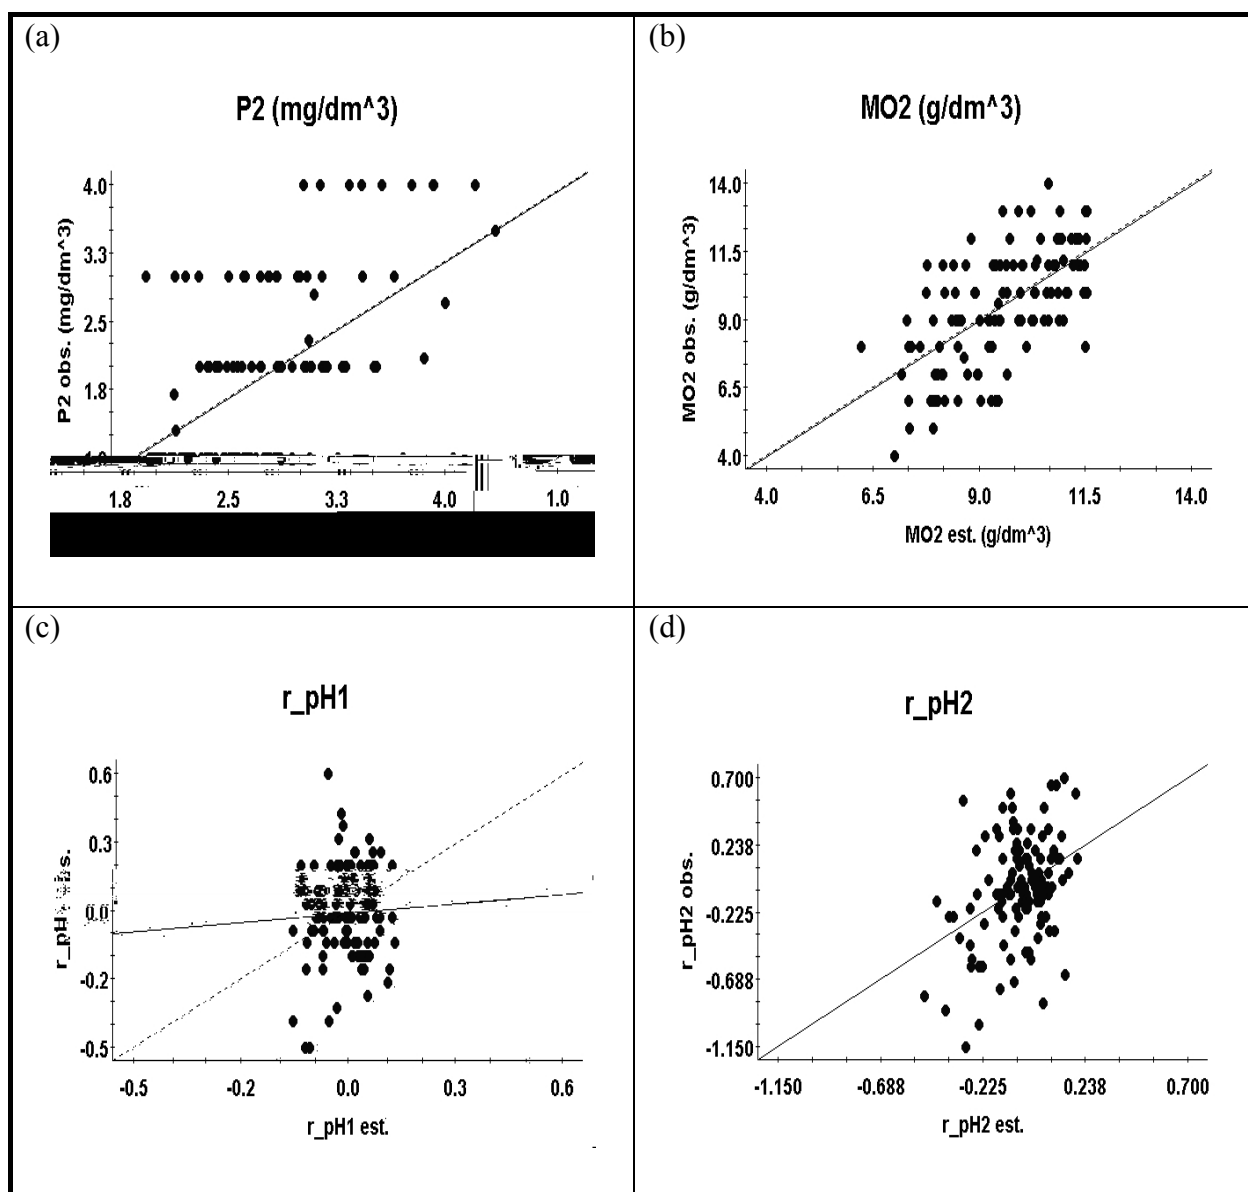 (a)
P2 (mg/dm^3)
P2 obs. (mg/dm^3)
4.0
3.3
2.5
1.8
1.8 2.5 3.3 4.0 1.0
(b)
MO2 (g/dm^3)
MO2 obs. (g/dm^3)
14.0
11.5
9.0
6.5
4.0
4.0 6.5 9.0 11.5 14.0
MO2 est. (g/dm^3)
(c)
r_pH1
obs.
0.6
0.3
0.0
-0.2
-0.5
-0.5 -0.2 0.0 0.3 0.6
r_pH1 est.
(d)
r_pH2
r_pH2 obs.
0.700
0.238
-0.225
-0.688
-1.150
-1.150 -0.688 -0.225 0.238 0.700
r_pH2 est.